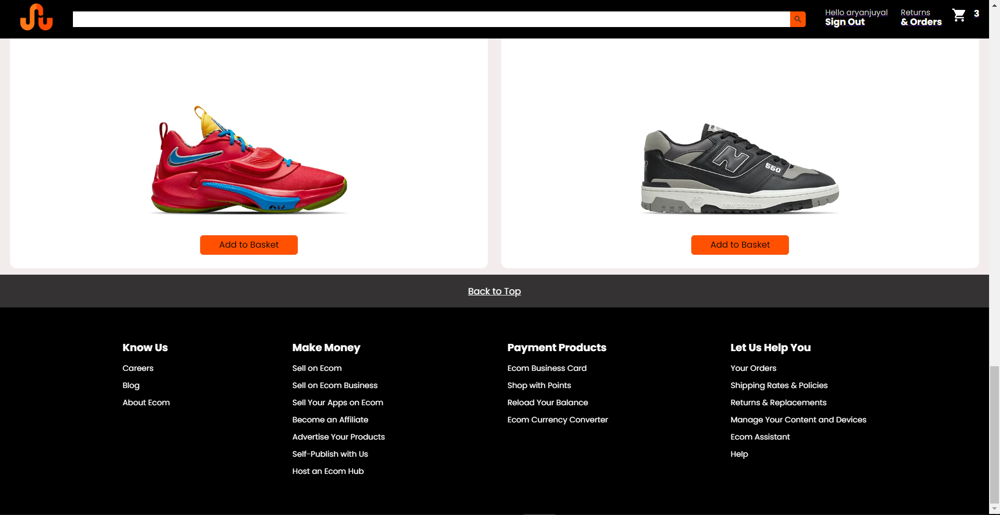 Hello aryanjuyal
Sign Out
Returns
& Orders
3
550
new balance
Add to Basket
Add to Basket
Back to Top
Know Us
Careers
Blog
About Ecom
Make Money
Sell on Ecom
Sell on Ecom Business
Sell Your Apps on Ecom
Become an Affiliate
Advertise Your Products
Self-Publish with Us
Host an Ecom Hub
Payment Products
Ecom Business Card
Shop with Points
Reload Your Balance
Ecom Currency Converter
Let Us Help You
Your Orders
Shipping Rates & Policies
Returns & Replacements
Manage Your Content and Devices
Ecom Assistant
Help